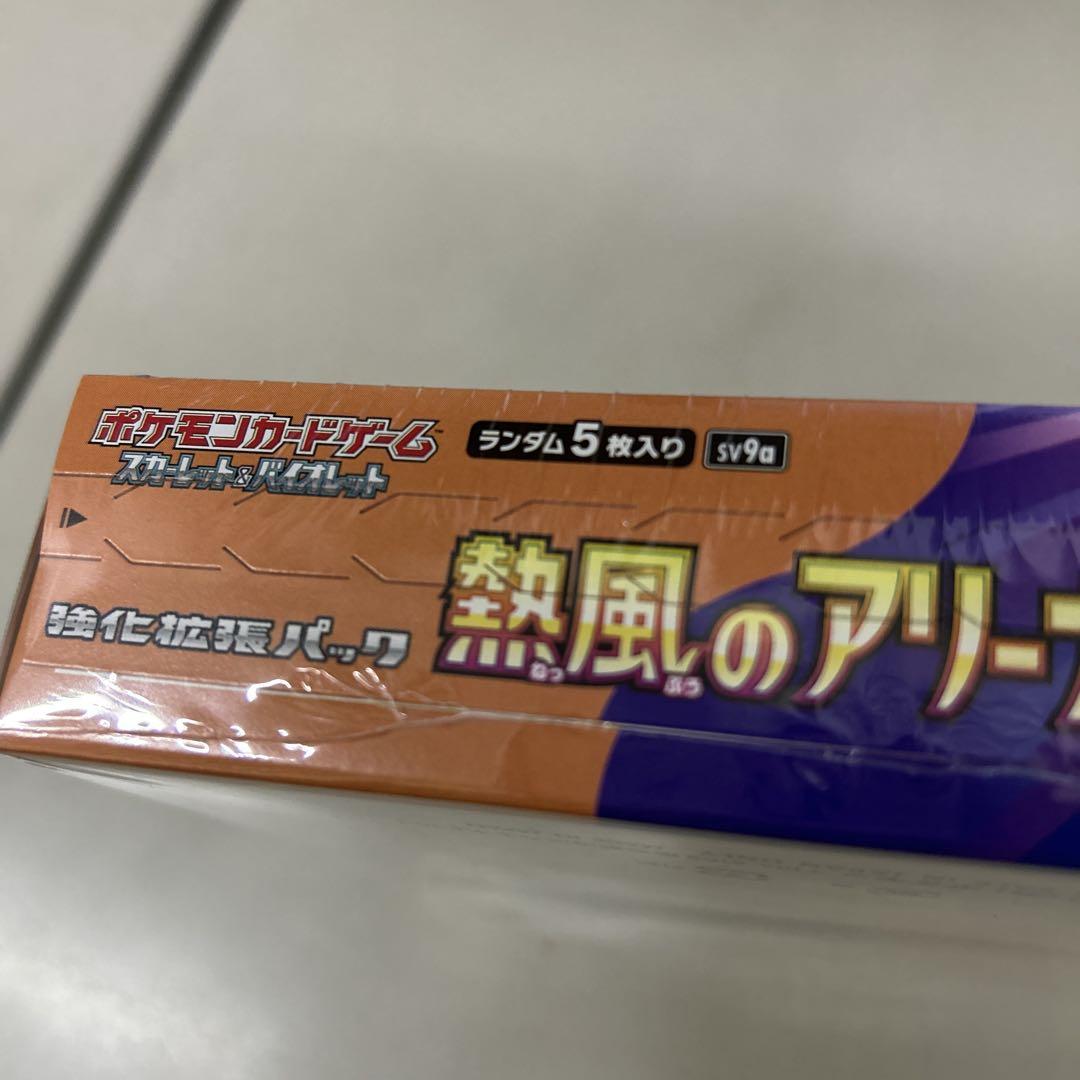 ポケモンカードゲーム
スカーレット&バイオレット
ランダム5枚入り
sv9a
強化拡張パック
熱風のアリー
ねっ ぷう